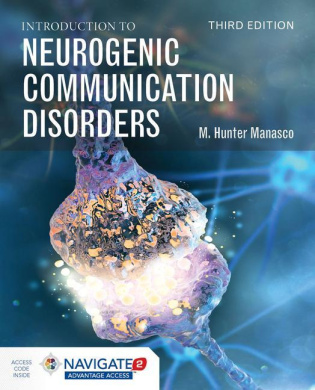 INTRODUCTION TO
THIRD EDITION
NEUROGENIC
COMMUNICATION
DISORDERS
M. Hunter Manasco
ACCESS
CODE
INSIDE
NAVIGATE 2
ADVANTAGE ACCESS